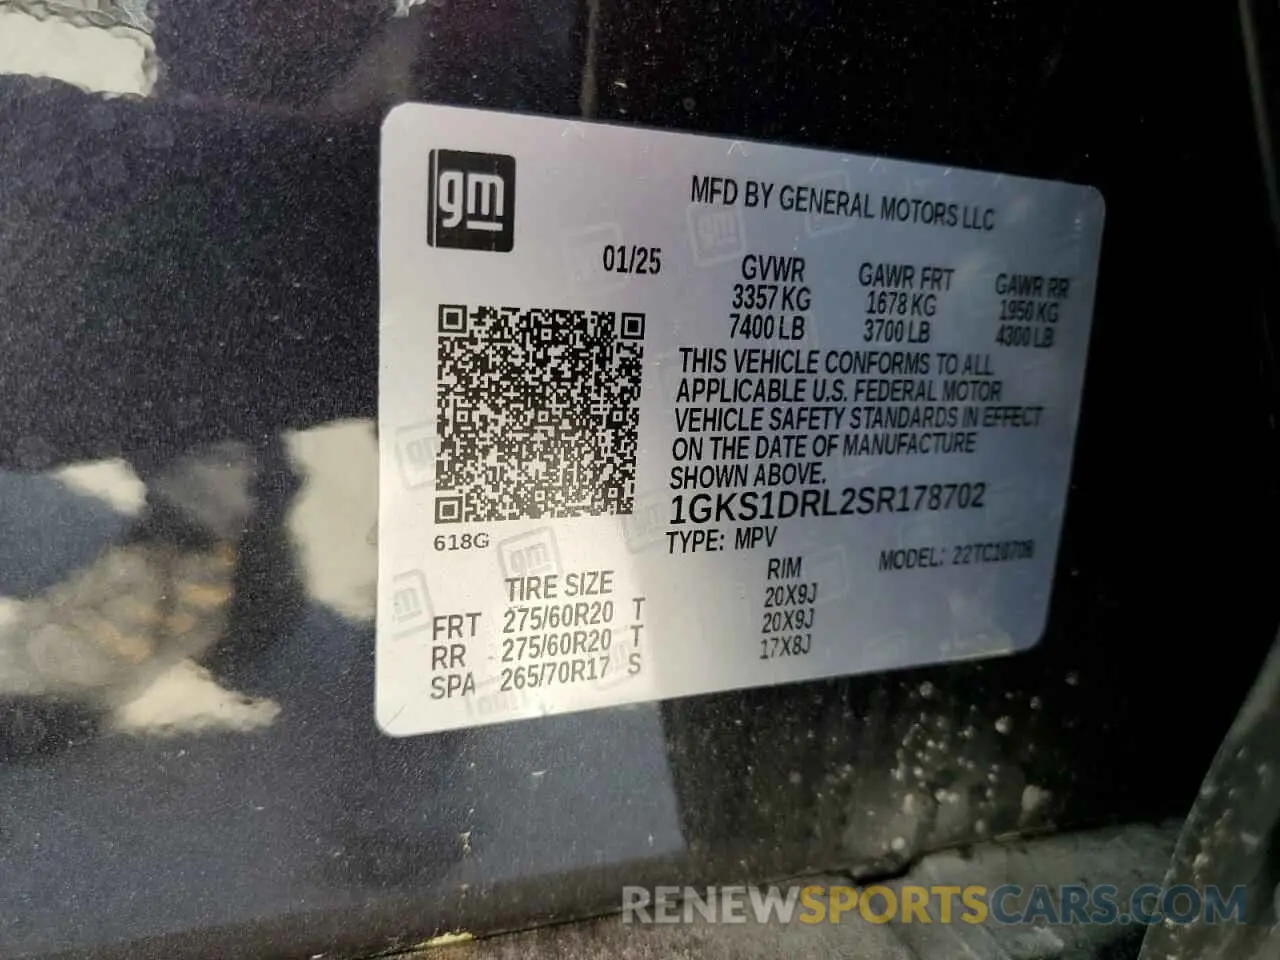 gm
MFD BY GENERAL MOTORS LLC
01/25
GVWR GAWR FRT GAWR RR
3357 KG 1678 KG 1950 KG
7400 LB 3700 LB 4300 LB
THIS VEHICLE CONFORMS TO ALL
APPLICABLE U.S. FEDERAL MOTOR
VEHICLE SAFETY STANDARDS IN EFFECT
ON THE DATE OF MANUFACTURE
SHOWN ABOVE.
1GKS1DRL2SR178702
618G
TYPE: MPV
MODEL:
TIRE SIZE RIM
FRT 275/60R20 T 20X9J
RR 275/60R20 T 20X9J
SPA 265/70R17 S 17X8J
RENEWSPORTSCARS.COM